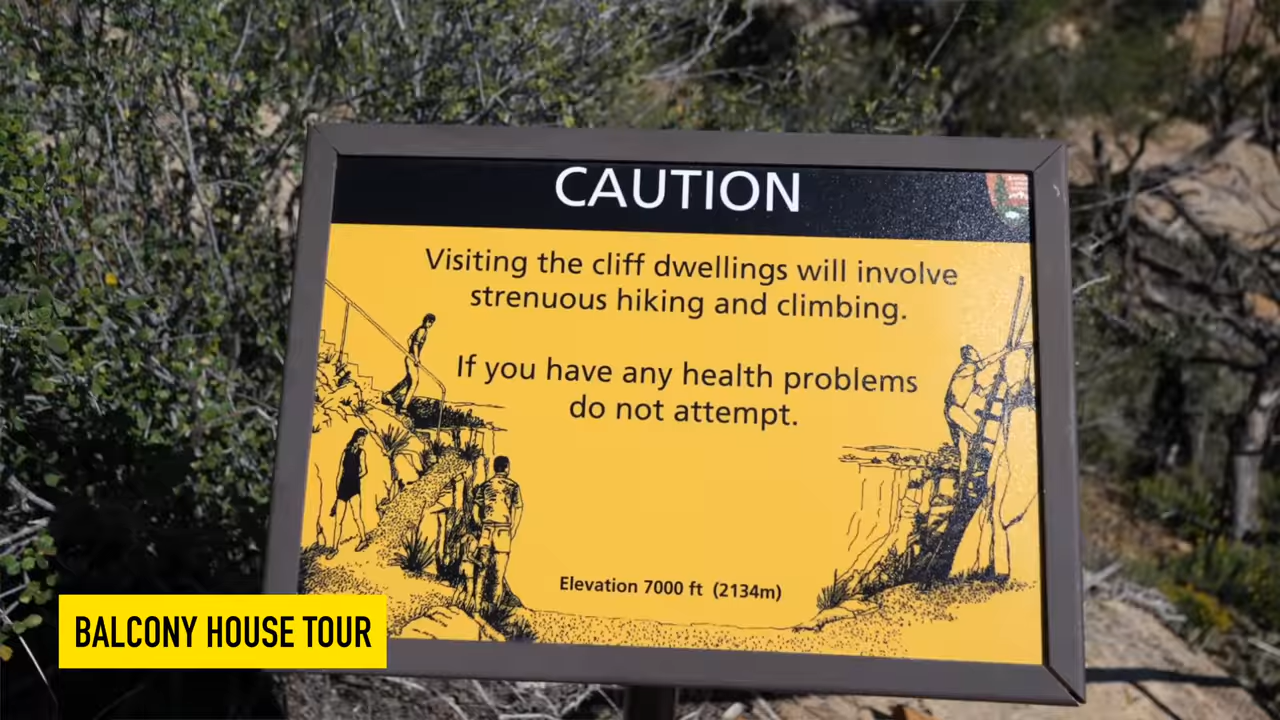 CAUTION
Visiting the cliff dwellings will involve
strenuous hiking and climbing.
If you have any health problems
do not attempt.
Elevation 7000 ft (2134m)
BALCONY HOUSE TOUR